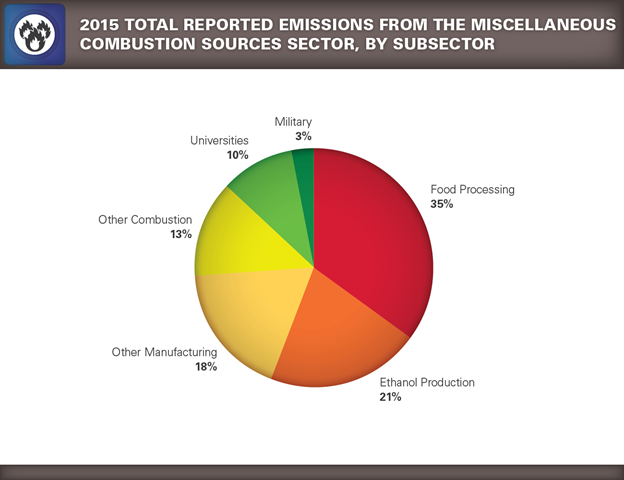 2015 TOTAL REPORTED EMISSIONS FROM THE MISCELLANEOUS
COMBUSTION SOURCES SECTOR, BY SUBSECTOR
Military
3%
Universities
10%
Food Processing
35%
Other Combustion
13%
Other Manufacturing
18%
Ethanol Production
21%